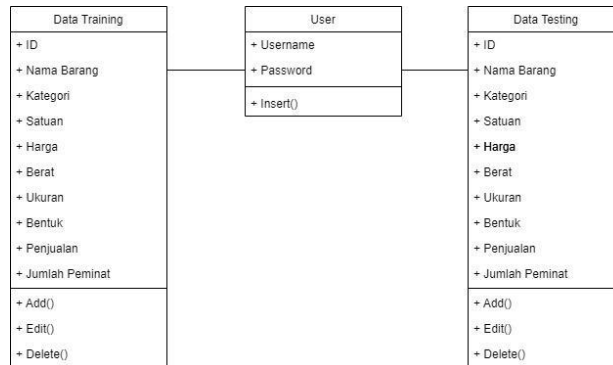 Data Training
+ ID
+ Nama Barang
+ Kategori
+ Satuan
+ Harga
+ Berat
+ Ukuran
+ Bentuk
+ Penjualan
+ Jumlah Peminat
+ Add()
+ Edit()
+ Delete()
User
+ Username
+ Password
+ Insert()
Data Testing
+ ID
+ Nama Barang
+ Kategori
+ Satuan
+ Harga
+ Berat
+ Ukuran
+ Bentuk
+ Penjualan
+ Jumlah Peminat
+ Add()
+ Edit()
+ Delete()